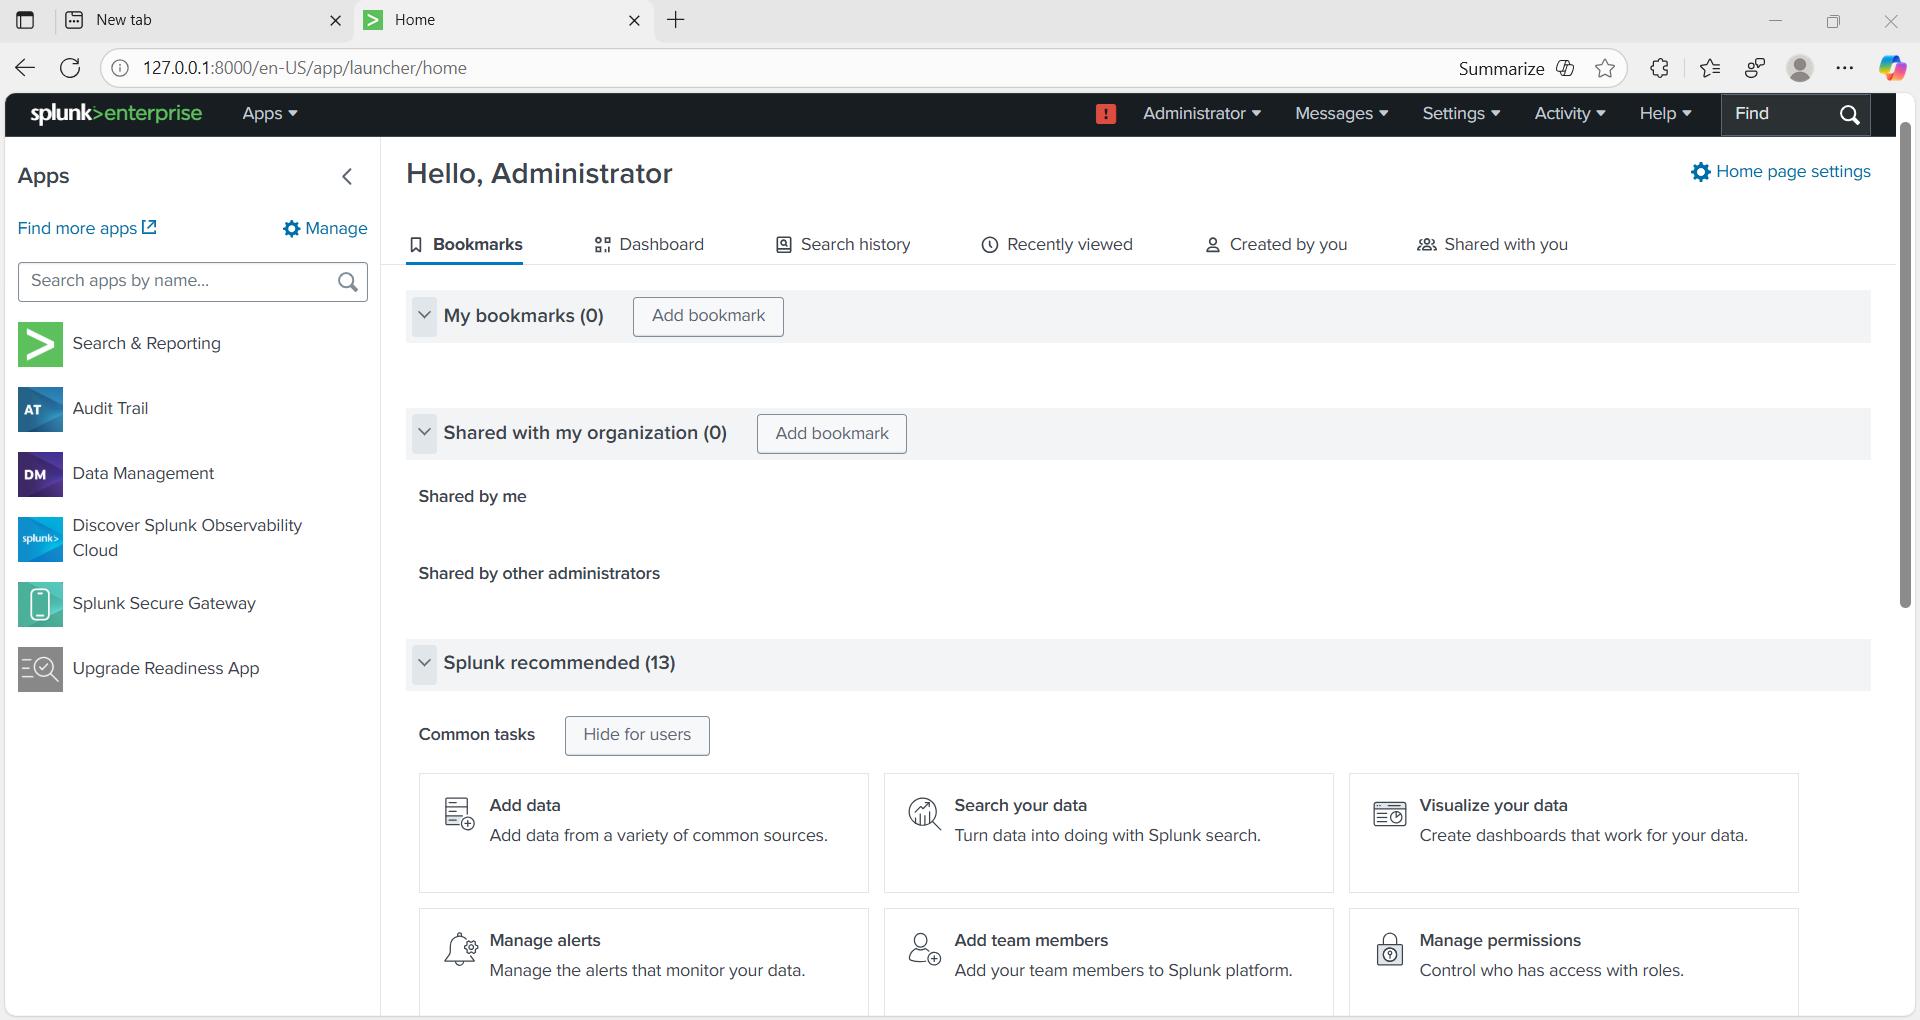 New tab
Home
127.0.0.1:8000/en-US/app/launcher/home
Summarize
splunk>enterprise
Apps
!
Administrator
Messages
Settings
Activity
Help
Find
Apps
Find more apps
Manage
Search apps by name...
Search & Reporting
AT
Audit Trail
DM
Data Management
splunk>
Discover Splunk Observability
Cloud
Splunk Secure Gateway
Upgrade Readiness App
Hello, Administrator
Home page settings
Bookmarks
Dashboard
Search history
Recently viewed
Created by you
Shared with you
My bookmarks (0)
Add bookmark
Shared with my organization (0)
Add bookmark
Shared by me
Shared by other administrators
Splunk recommended (13)
Common tasks
Hide for users
Add data
Add data from a variety of common sources.
Search your data
Turn data into doing with Splunk search.
Visualize your data
Create dashboards that work for your data.
Manage alerts
Manage the alerts that monitor your data.
Add team members
Add your team members to Splunk platform.
Manage permissions
Control who has access with roles.